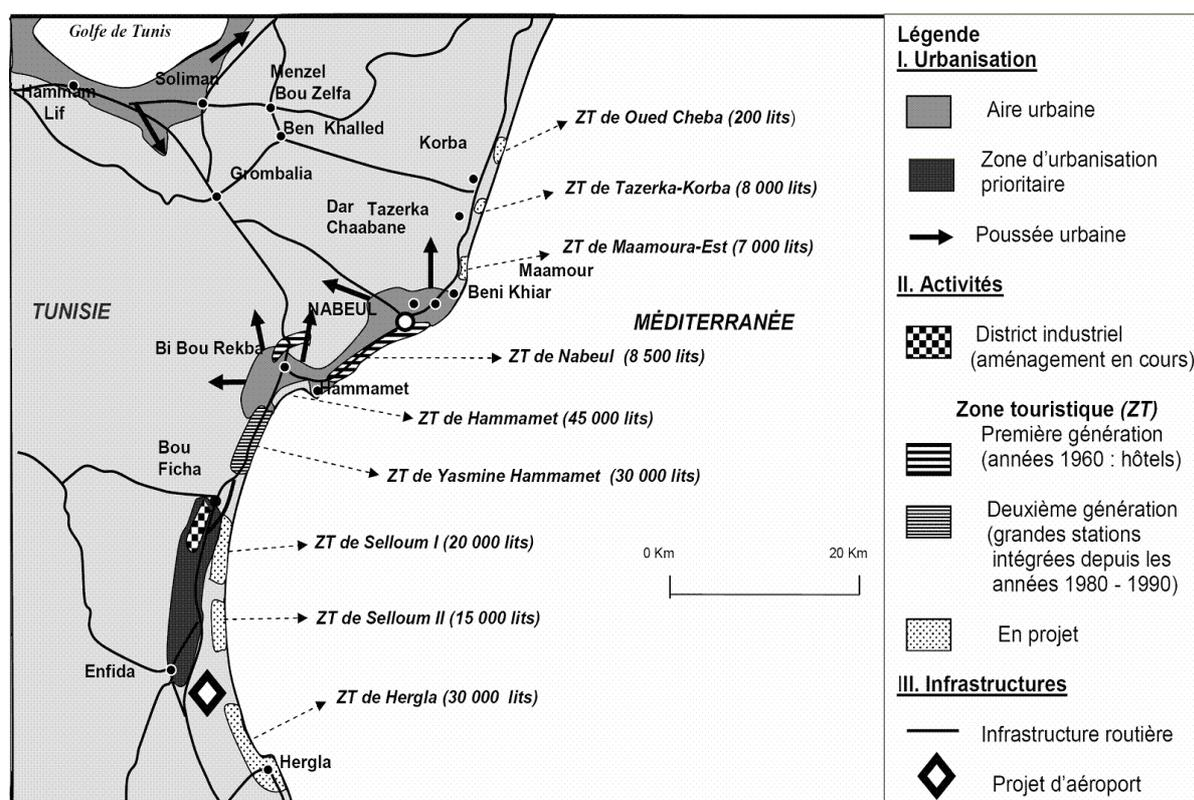 Golfe de Tunis
Soliman
Menzel
Bou Zelfa
Hammam
Lif
Ben Khalled
Korba
ZT de Oued Cheba (200 lits)
Grombalia
ZT de Tazerka-Korba (8 000 lits)
Dar
Chaabane
Tazerka
ZT de Maamoura-Est (7 000 lits)
Maamour
Beni Khiar
TUNISIE
NABEUL
MÉDITERRANÉE
Bi Bou Rekba
ZT de Nabeul (8 500 lits)
Hammamet
ZT de Hammamet (45 000 lits)
Bou
Ficha
ZT de Yasmine Hammamet (30 000 lits)
ZT de Selloum I (20 000 lits)
0 Km
20 Km
ZT de Selloum II (15 000 lits)
Enfida
ZT de Hergla (30 000 lits)
Hergla
Légende
I. Urbanisation
Aire urbaine
Zone d'urbanisation
prioritaire
Poussée urbaine
II. Activités
District industriel
(aménagement en cours)
Zone touristique (ZT)
Première génération
(années 1960 : hôtels)
Deuxième génération
(grandes stations
intégrées depuis les
années 1980 - 1990)
En projet
III. Infrastructures
Infrastructure routière
Projet d'aéroport